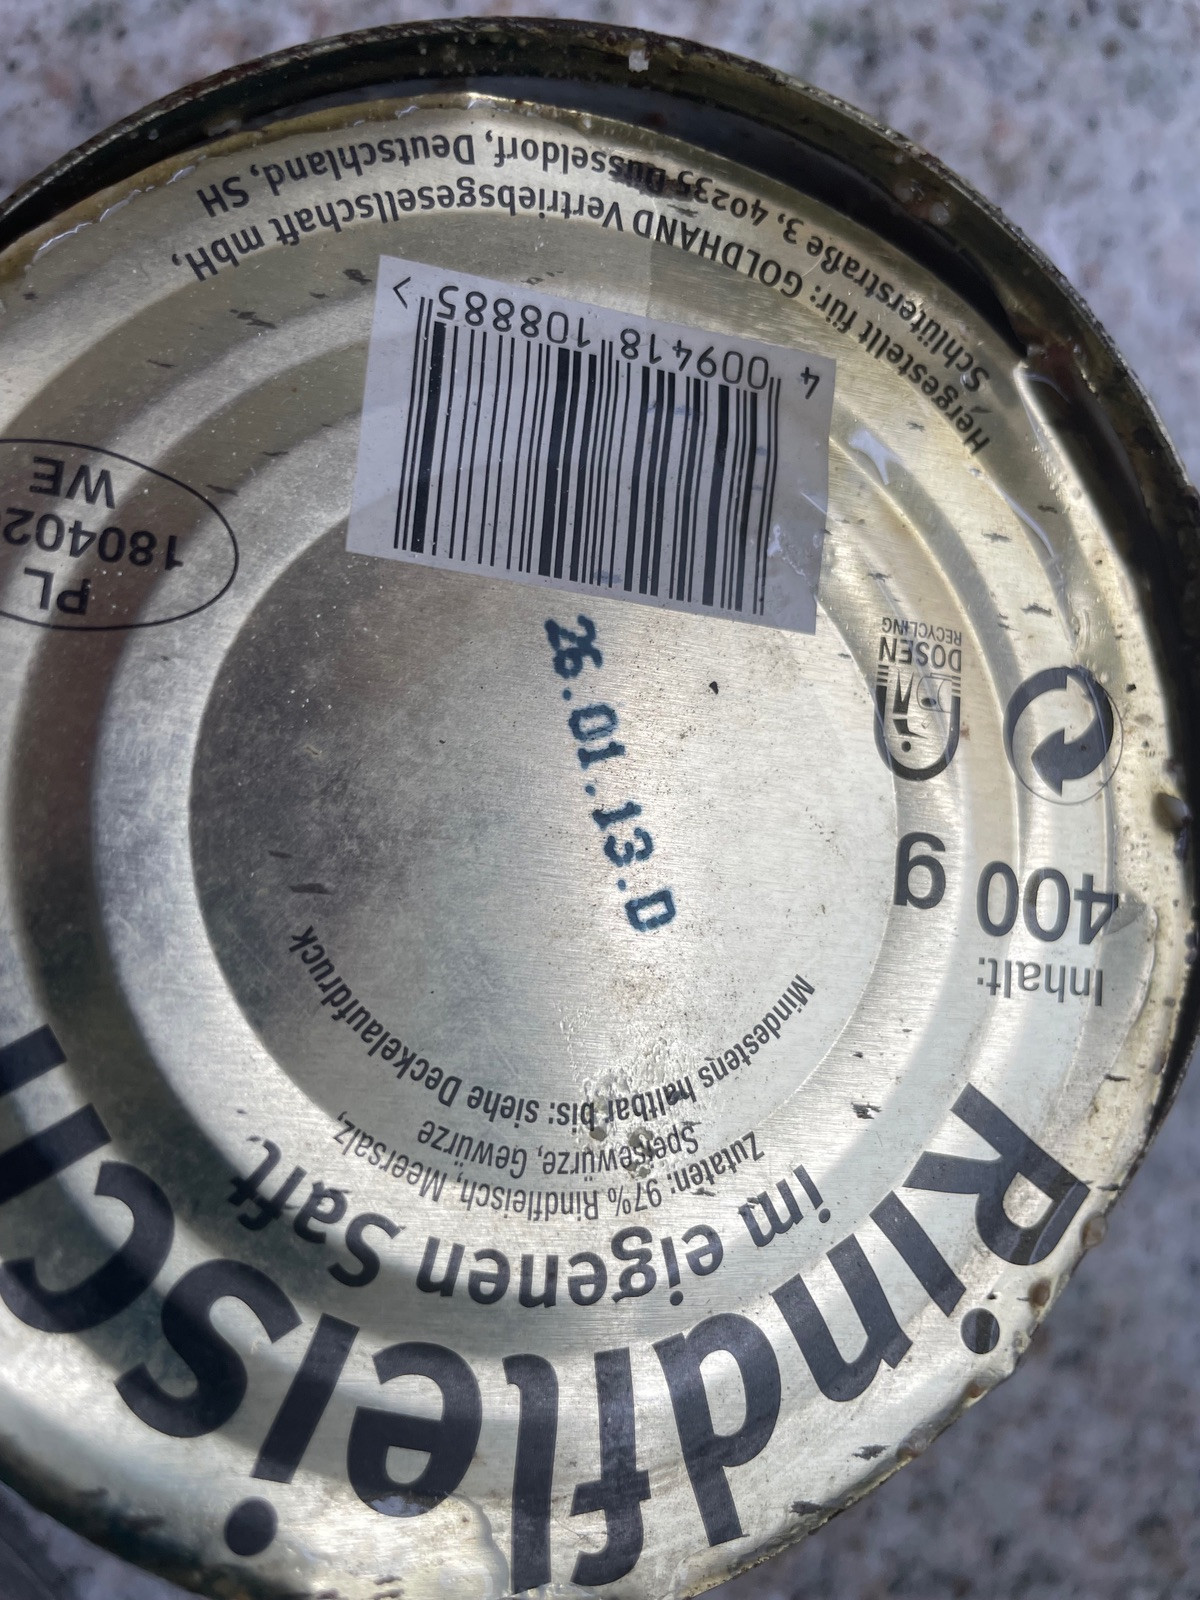 Rindfleisch
im eigenen Saft
Zutaten: 97% Rindfleisch, Meersalz,
Speisewürze, Gewürze
Mindestens haltbar bis: siehe Deckelaufdruck
26.01.13.D
Inhalt:
400 g
DOSEN
RECYCLING
PL
WE
4 009418 108885 >
Hergestellt für: GOLDHAND Vertriebsgesellschaft mbH,
Schlüterstraße 3, 40235 Düsseldorf, Deutschland, SH